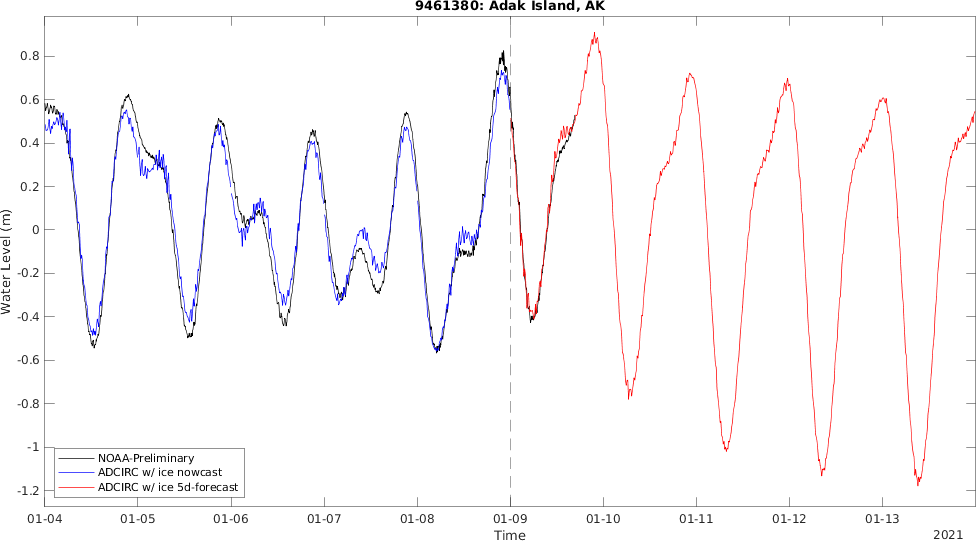 9461380: Adak Island, AK
Water Level (m)
0.8
0.6
0.4
0.2
0
-0.2
-0.4
-0.6
-0.8
-1
-1.2
NOAA-Preliminary
ADCIRC w/ ice nowcast
ADCIRC w/ ice 5d-forecast
01-04 01-05 01-06 01-07 01-08 01-09 01-10 01-11 01-12 01-13
Time
2021